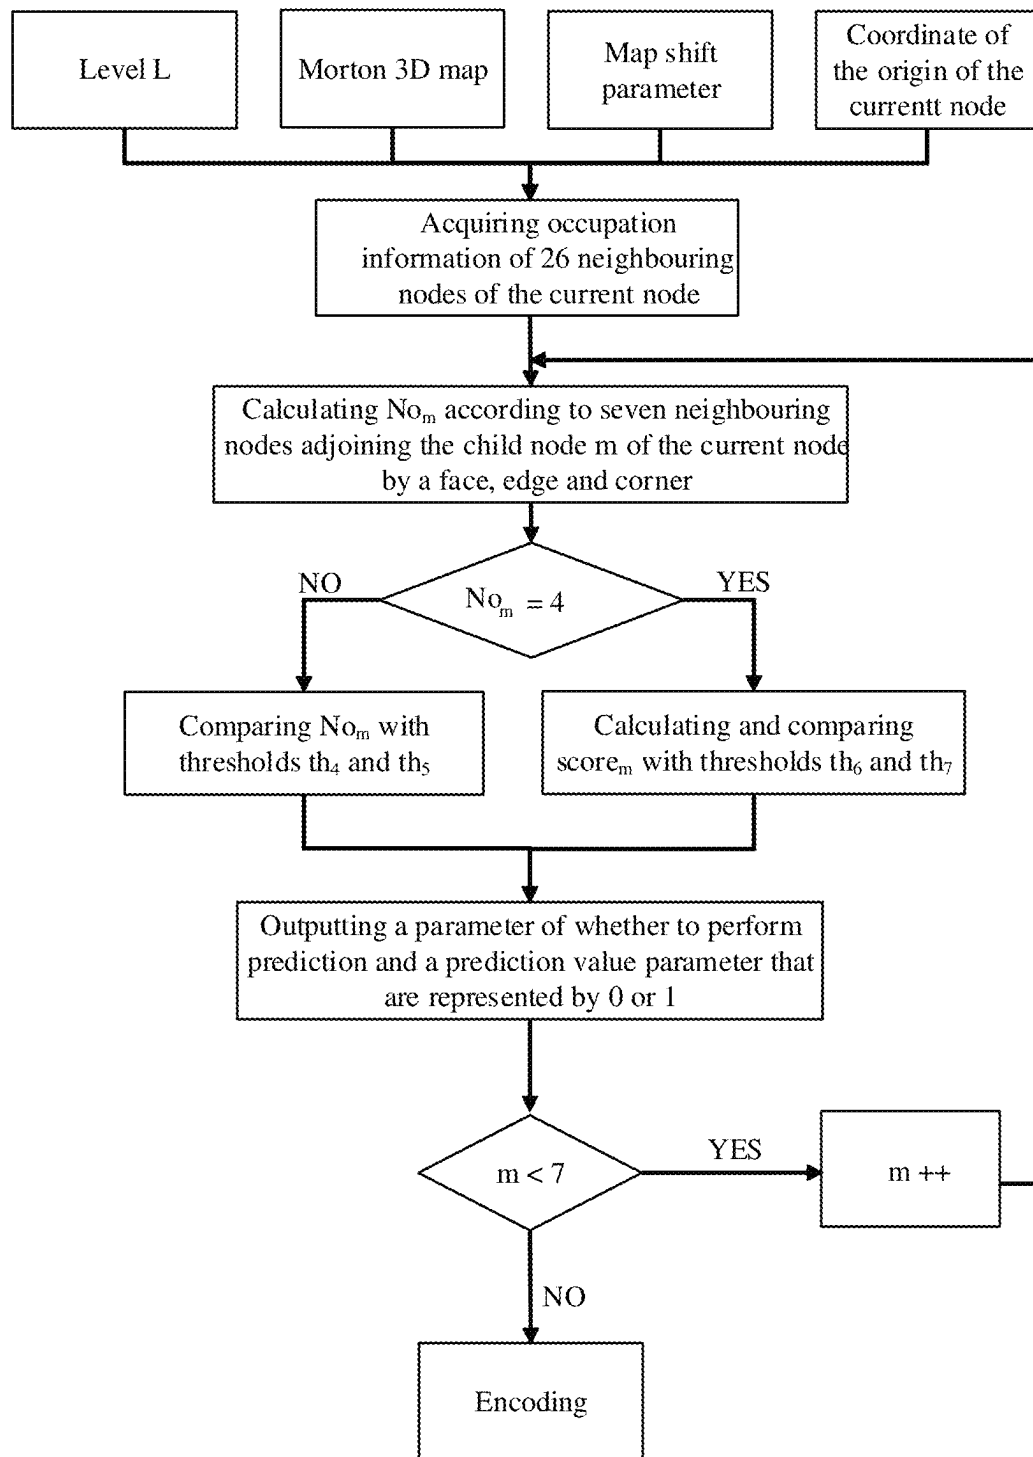 Level L
Morton 3D map
Map shift
parameter
Coordinate of
the origin of the
currentt node
Acquiring occupation
information of 26 neighbouring
nodes of the current node
Calculating Noₘ according to seven neighbouring
nodes adjoining the child node m of the current node
by a face, edge and corner
NO
Noₘ = 4
YES
Comparing Noₘ with
thresholds th₄ and th₅
Calculating and comparing
scoreₘ with thresholds th₆ and th₇
Outputting a parameter of whether to perform
prediction and a prediction value parameter that
are represented by 0 or 1
m < 7
YES
m ++
NO
Encoding